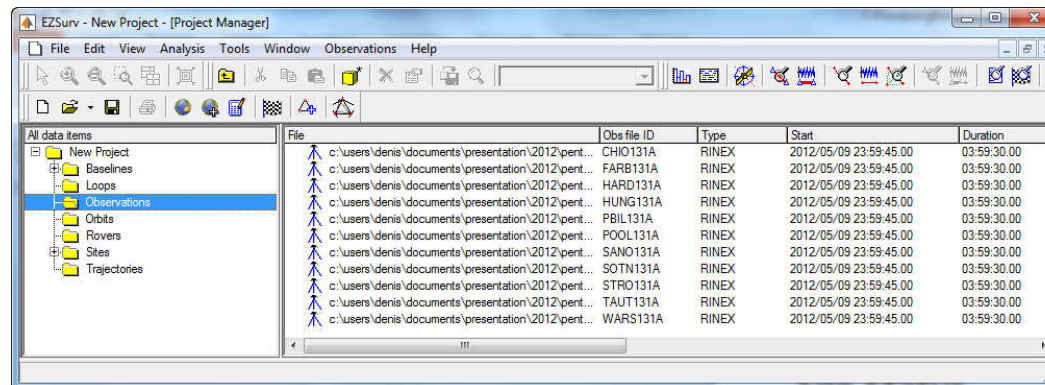 EZSurv - New Project - [Project Manager]
File Edit View Analysis Tools Window Observations Help
All data items
New Project
Baselines
Loops
Observations
Orbits
Rovers
Sites
Trajectories
File Obs file ID Type Start Duration
c:\users\denis\documents\presentation\2012\pent... CHIO131A RINEX 2012/05/09 23:59:45.00 03:59:30.00
c:\users\denis\documents\presentation\2012\pent... FARB131A RINEX 2012/05/09 23:59:45.00 03:59:30.00
c:\users\denis\documents\presentation\2012\pent... HARD131A RINEX 2012/05/09 23:59:45.00 03:59:30.00
c:\users\denis\documents\presentation\2012\pent... HUNG131A RINEX 2012/05/09 23:59:45.00 03:59:30.00
c:\users\denis\documents\presentation\2012\pent... PBIL131A RINEX 2012/05/09 23:59:45.00 03:59:30.00
c:\users\denis\documents\presentation\2012\pent... POOL131A RINEX 2012/05/09 23:59:45.00 03:59:30.00
c:\users\denis\documents\presentation\2012\pent... SANO131A RINEX 2012/05/09 23:59:45.00 03:59:30.00
c:\users\denis\documents\presentation\2012\pent... SOTN131A RINEX 2012/05/09 23:59:45.00 03:59:30.00
c:\users\denis\documents\presentation\2012\pent... STRO131A RINEX 2012/05/09 23:59:45.00 03:59:30.00
c:\users\denis\documents\presentation\2012\pent... TAUT131A RINEX 2012/05/09 23:59:45.00 03:59:30.00
c:\users\denis\documents\presentation\2012\pent... WARS131A RINEX 2012/05/09 23:59:45.00 03:59:30.00